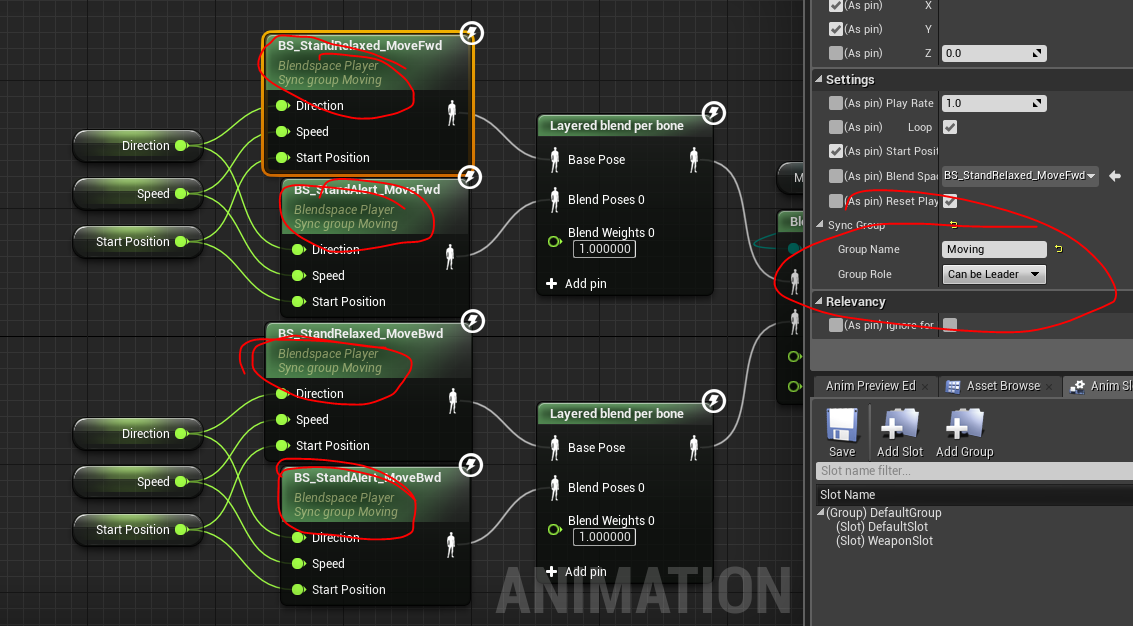 BS_StandRelaxed_MoveFwd
Blendspace Player
Sync group Moving
Direction
Speed
Start Position
Direction
Speed
Start Position
BS_StandAlert_MoveFwd
Blendspace Player
Sync group Moving
Direction
Speed
Start Position
Layered blend per bone
Base Pose
Blend Poses 0
Blend Weights 0
1.000000
Add pin
BS_StandRelaxed_MoveBwd
Blendspace Player
Sync group Moving
Direction
Speed
Start Position
Direction
Speed
Start Position
BS_StandAlert_MoveBwd
Blendspace Player
Sync group Moving
Direction
Speed
Start Position
Layered blend per bone
Base Pose
Blend Poses 0
Blend Weights 0
1.000000
Add pin
M
Ble
ANIMATION
(As pin) X
(As pin) Y
(As pin) Z 0.0
Settings
(As pin) Play Rate 1.0
(As pin) Loop
(As pin) Start Posit
(As pin) Blend Spac BS_StandRelaxed_MoveFwd
(As pin) Reset Play
Sync Group
Group Name Moving
Group Role Can be Leader
Relevancy
(As pin) Ignore for
Anim Preview Ed
Asset Browse
Anim Sl
Save
Add Slot
Add Group
Slot name filter...
Slot Name
(Group) DefaultGroup
(Slot) DefaultSlot
(Slot) WeaponSlot